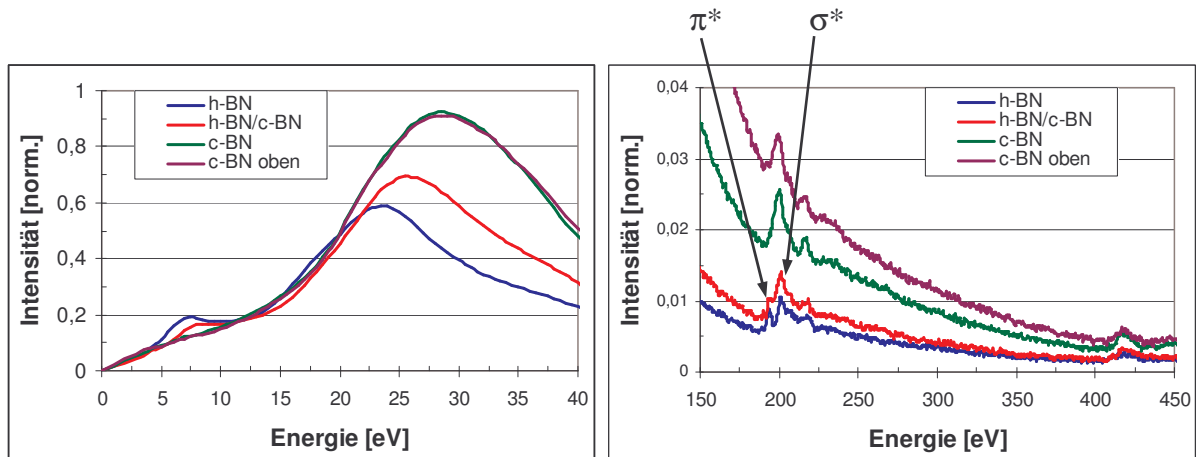 π* σ*
1
0,8
0,6
0,4
0,2
0
Intensität [norm.]
h-BN
h-BN/c-BN
c-BN
c-BN oben
0 5 10 15 20 25 30 35 40
Energie [eV]
0,04
0,03
0,02
0,01
0
Intensität [norm.]
h-BN
h-BN/c-BN
c-BN
c-BN oben
150 200 250 300 350 400 450
Energie [eV]